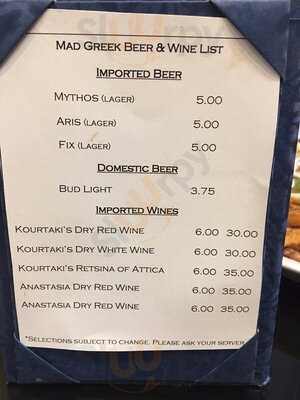 Mad Greek Beer & Wine List
Imported Beer
Mythos (lager) 5.00
Aris (lager) 5.00
Fix (lager) 5.00
Domestic Beer
Bud Light 3.75
Imported Wines
Kourtaki's Dry Red Wine 6.00 30.00
Kourtaki's Dry White Wine 6.00 30.00
Kourtaki's Retsina of Attica 6.00 35.00
Anastasia Dry Red Wine 6.00 35.00
Anastasia Dry Red Wine 6.00 35.00
*Selections subject to change. Please ask your server